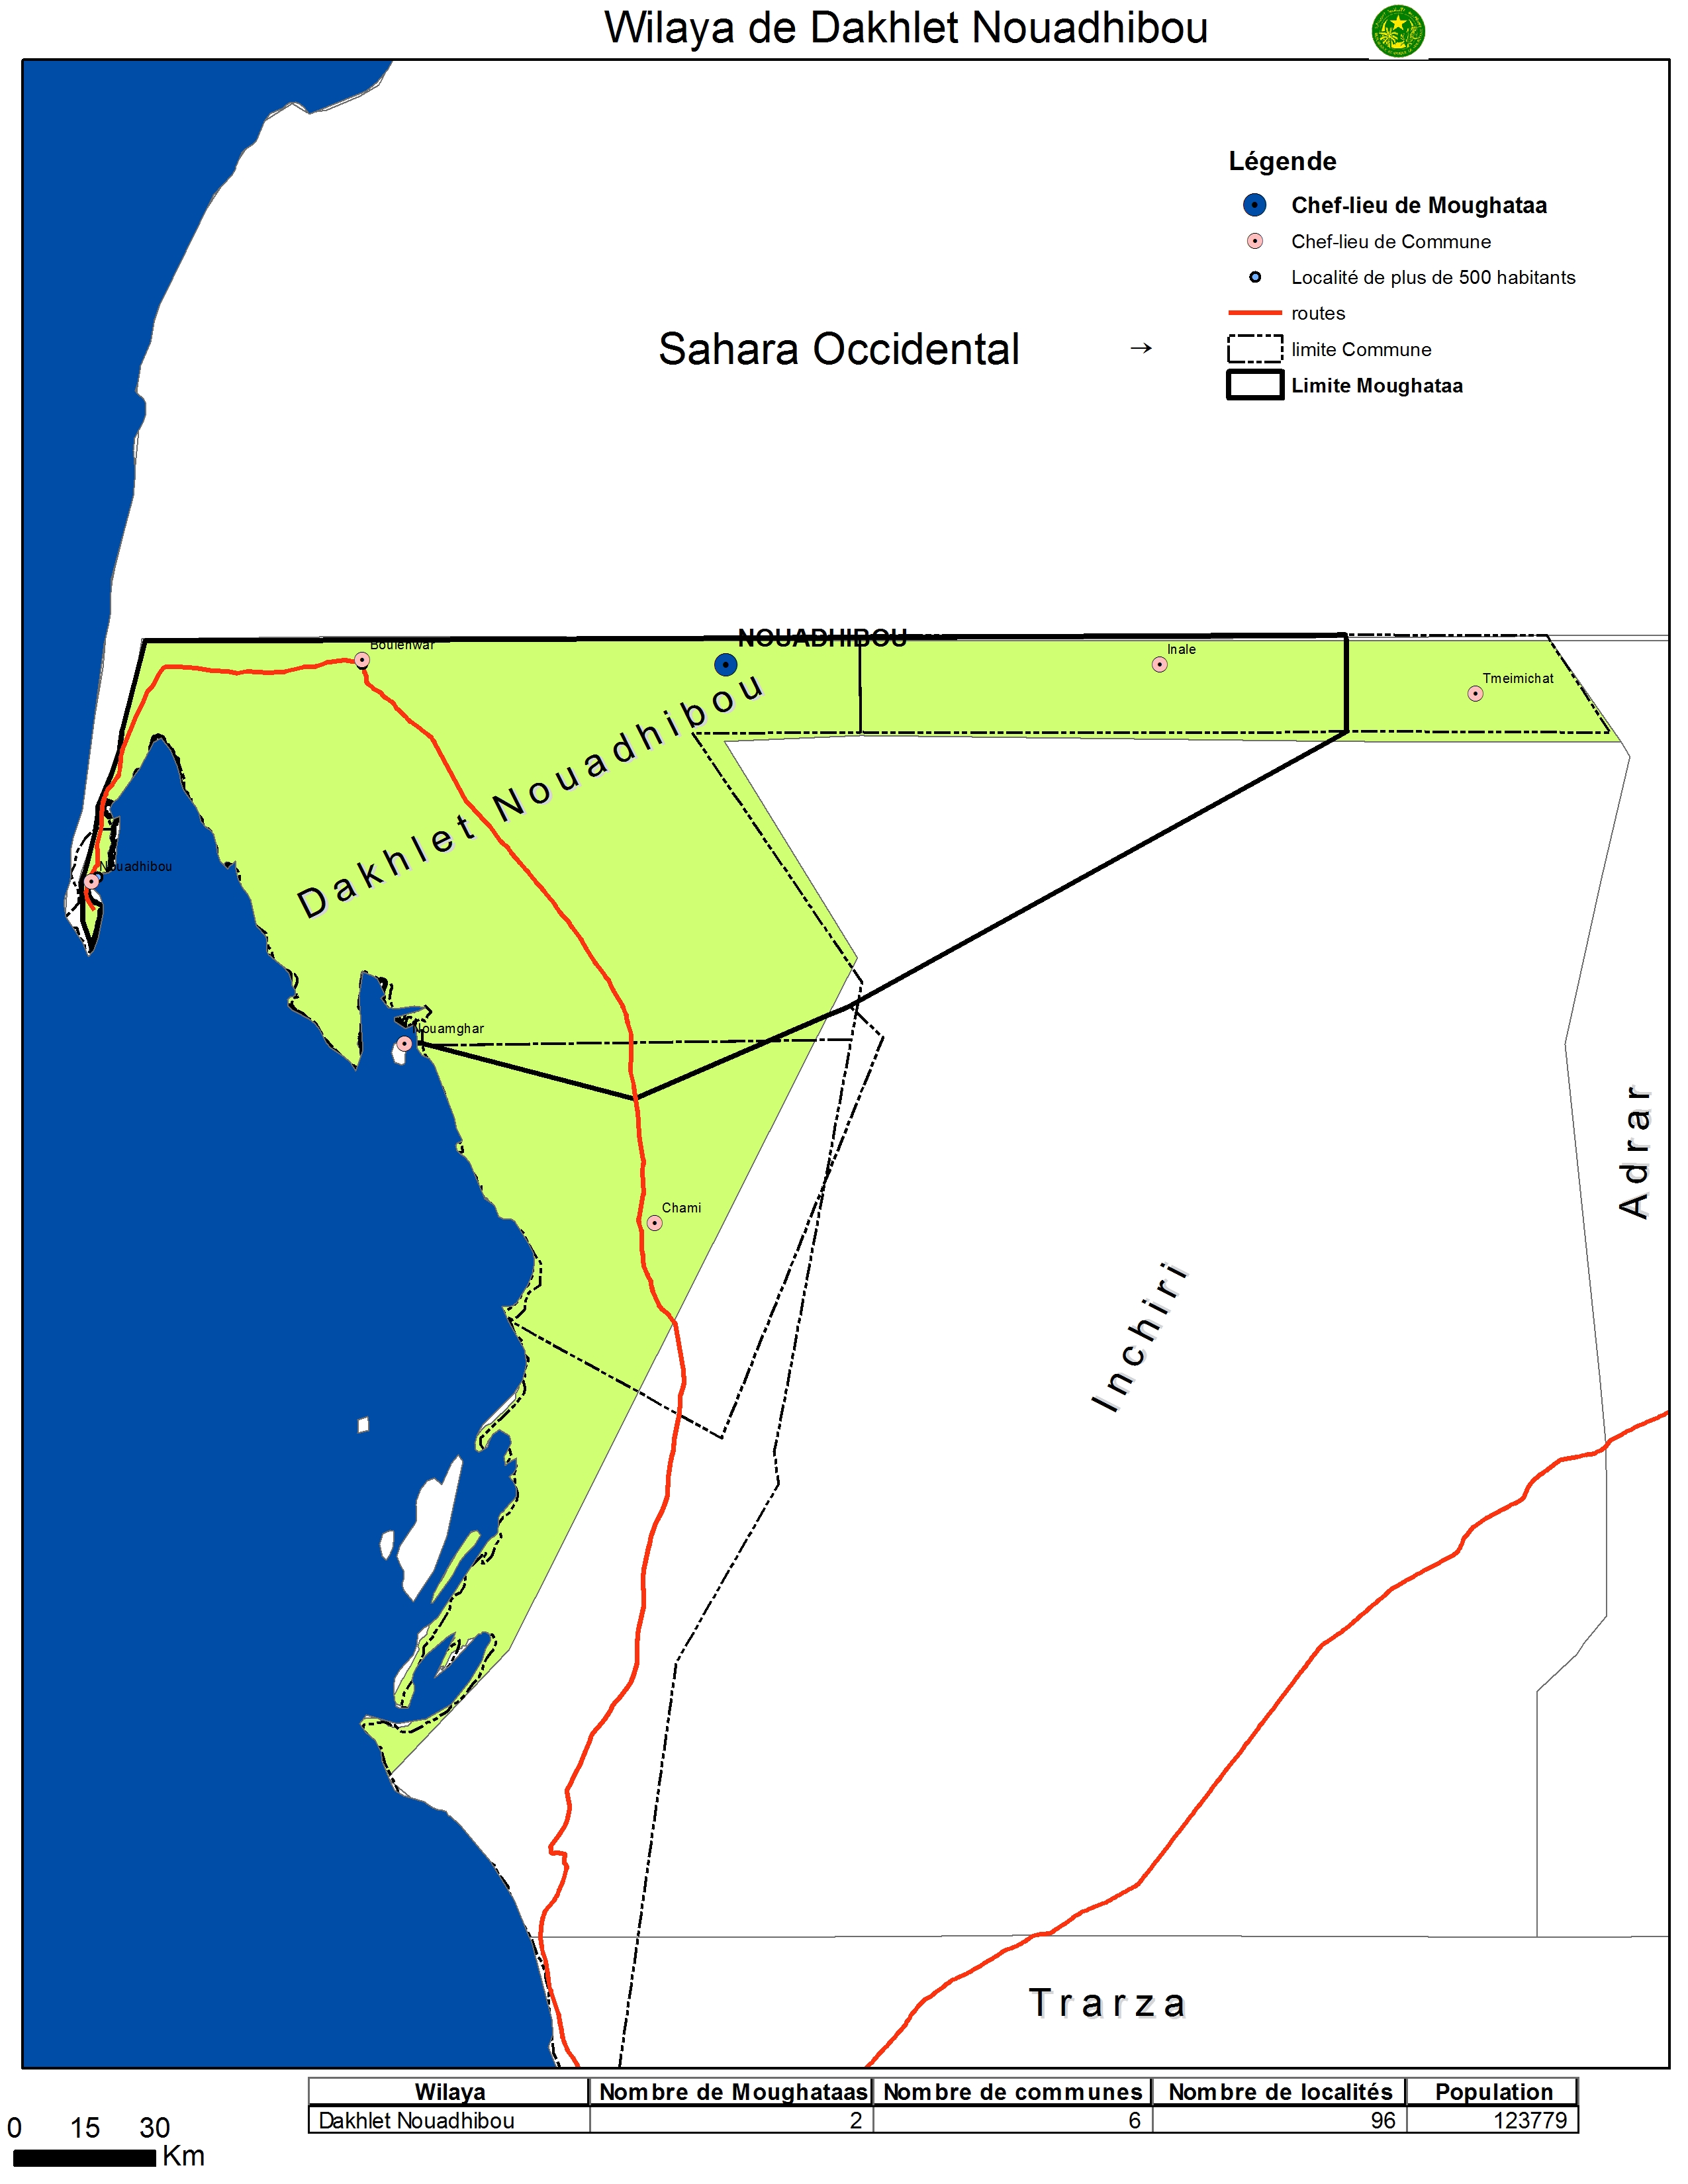 Wilaya de Dakhlet Nouadhibou
Légende
Chef-lieu de Moughataa
Chef-lieu de Commune
Localité de plus de 500 habitants
routes
limite Commune
Limite Moughataa
Sahara Occidental →
NOUADHIBOU
Boulenwar
Inale
Tmeimichat
Dakhlet Nouadhibou
Nouadhibou
Nouamghar
Chami
Adrar
Inchiri
Trarza
Wilaya Nombre de Moughataas Nombre de communes Nombre de localités Population
Dakhlet Nouadhibou 2 6 96 123779
0 15 30
Km